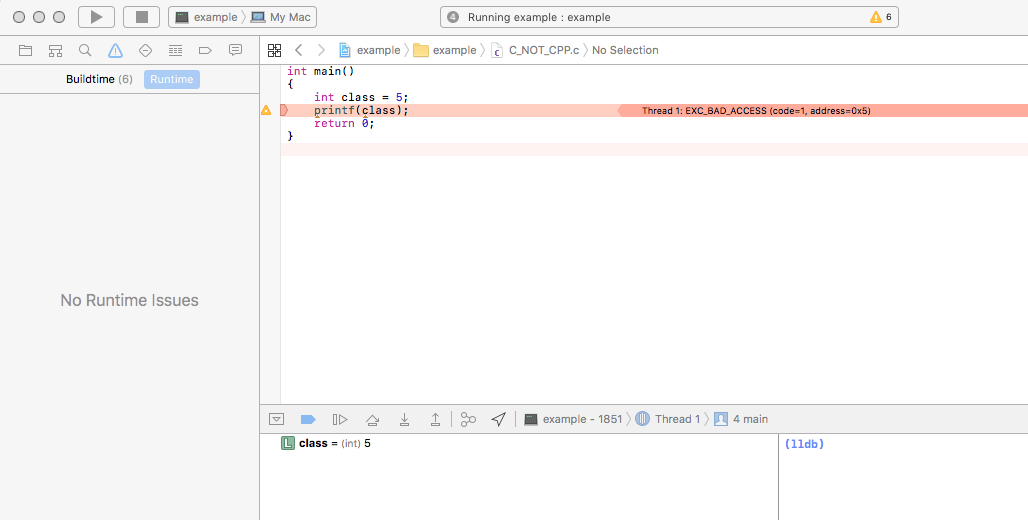 example My Mac
4 Running example : example 6
example example C_NOT_CPP.c No Selection
Buildtime (6) Runtime
int main()
{
int class = 5;
printf(class); Thread 1: EXC_BAD_ACCESS (code=1, address=0x5)
return 0;
}
No Runtime Issues
example - 1851 Thread 1 4 main
L class = (int) 5
(lldb)